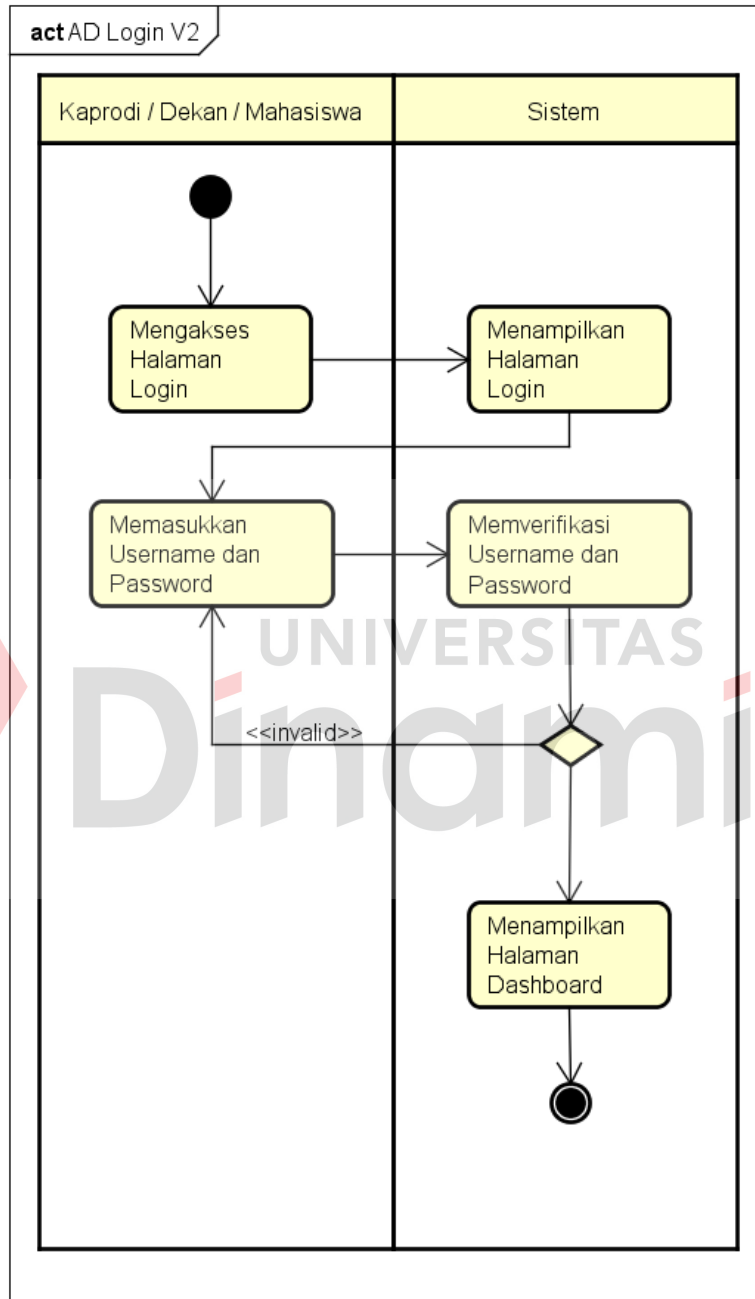 act AD Login V2
Kaprodi / Dekan / Mahasiswa
Sistem
Mengakses
Halaman
Login
Menampilkan
Halaman
Login
Memasukkan
Username dan
Password
Memverifikasi
Username dan
Password
UNIVERSITAS
Dinami
<<invalid>>
Menampilkan
Halaman
Dashboard